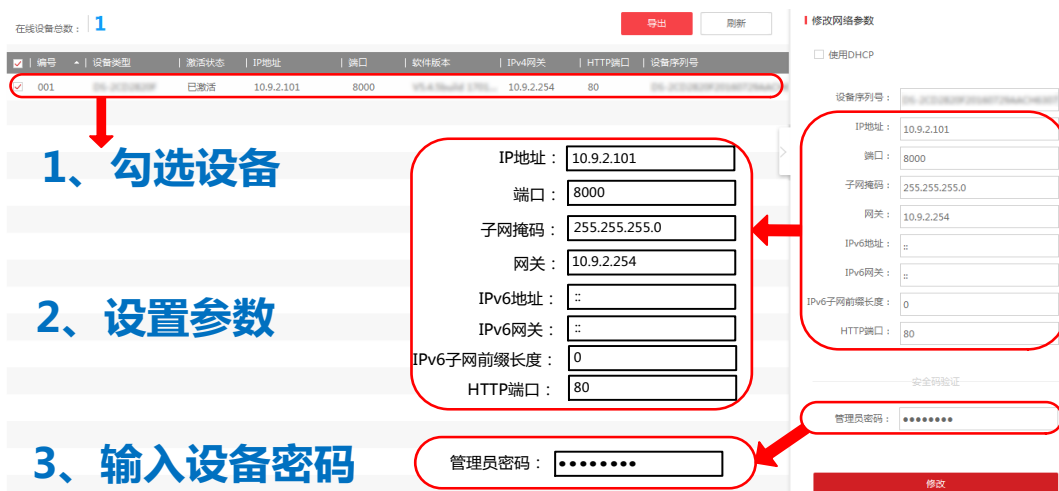 在线设备总数： 1
导出
刷新
编号
设备类型
激活状态
IP地址
端口
软件版本
IPv4网关
HTTP端口
设备序列号
001
已激活
10.9.2.101
8000
10.9.2.254
80
1、勾选设备
2、设置参数
3、输入设备密码
IP地址： 10.9.2.101
端口： 8000
子网掩码： 255.255.255.0
网关： 10.9.2.254
IPv6地址： ::
IPv6网关： ::
IPv6子网前缀长度： 0
HTTP端口： 80
管理员密码： ●●●●●●●●
修改网络参数
使用DHCP
设备序列号：
IP地址： 10.9.2.101
端口： 8000
子网掩码： 255.255.255.0
网关： 10.9.2.254
IPv6地址： ::
IPv6网关： ::
IPv6子网前缀长度： 0
HTTP端口： 80
安全码验证
管理员密码： ●●●●●●●●
修改